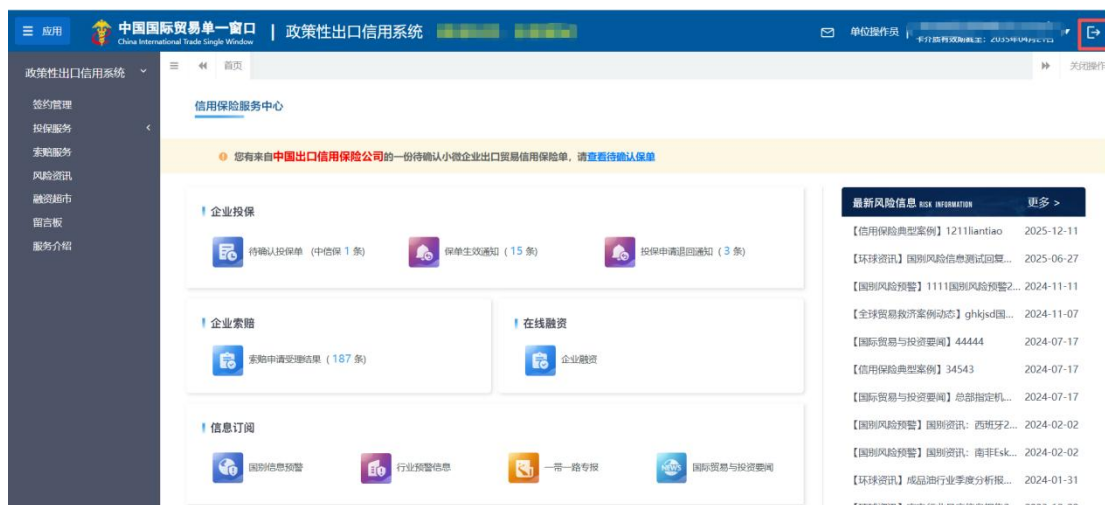 应用
中国国际贸易单一窗口
China International Trade Single Window
政策性出口信用系统
单位操作员
卡介质有效期截至：2035年04月21日
政策性出口信用系统
首页
关闭操作
签约管理
投保服务
索赔服务
风险资讯
融资超市
留言板
服务介绍
信用保险服务中心
您有来自中国出口信用保险公司的一份待确认小微企业出口贸易信用保险单，请查看待确认保单
企业投保
待确认投保单 (中信保 1 条)
保单生效通知 ( 15 条)
投保申请退回通知 ( 3 条)
企业索赔
索赔申请受理结果 ( 187 条)
在线融资
企业融资
信息订阅
国别信息预警
行业预警信息
一带一路专报
国际贸易与投资要闻
最新风险信息 RISK INFORMATION 更多 >
【信用保险典型案例】1211liantiao 2025-12-11
【环球资讯】国别风险信息测试回复... 2025-06-27
【国别风险预警】1111国别风险预警2... 2024-11-11
【全球贸易救济案例动态】ghkjsd国... 2024-11-07
【国际贸易与投资要闻】44444 2024-07-17
【信用保险典型案例】34543 2024-07-17
【国际贸易与投资要闻】总部指定机... 2024-07-17
【国别风险预警】国别资讯：西班牙2... 2024-02-02
【国别风险预警】国别资讯：南非Esk... 2024-02-02
【环球资讯】成品油行业季度分析报... 2024-01-31